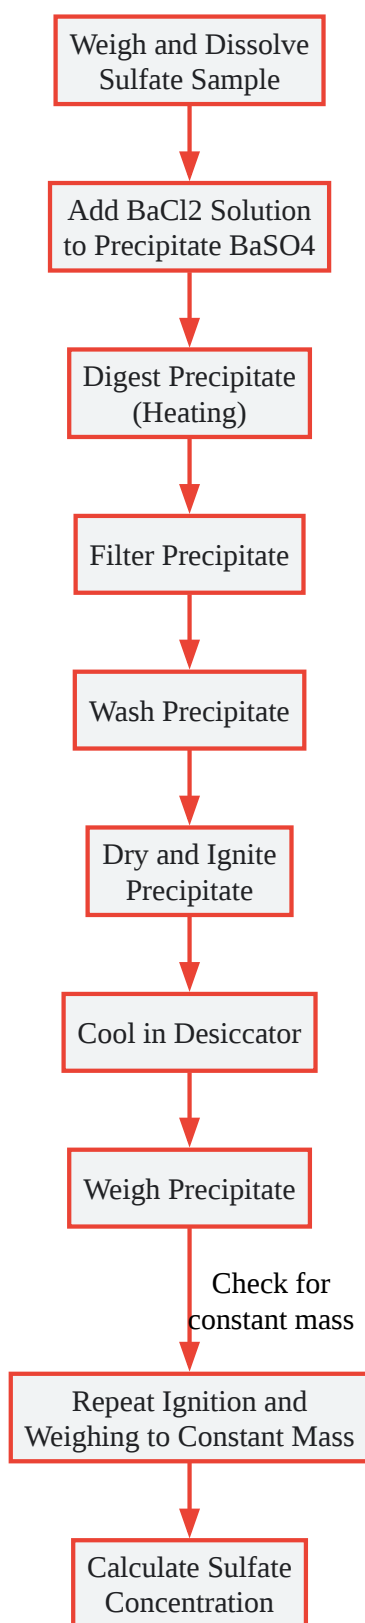 Weigh and Dissolve
Sulfate Sample
Add BaCl2 Solution
to Precipitate BaSO4
Digest Precipitate
(Heating)
Filter Precipitate
Wash Precipitate
Dry and Ignite
Precipitate
Cool in Desiccator
Weigh Precipitate
Check for
constant mass
Repeat Ignition and
Weighing to Constant Mass
Calculate Sulfate
Concentration